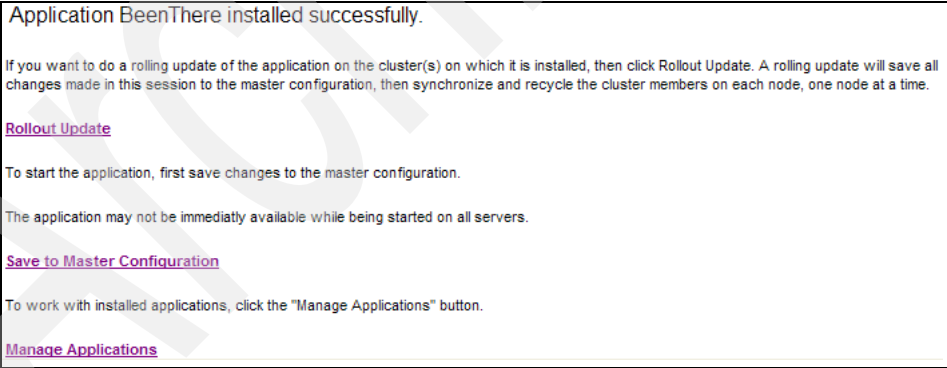 Application BeenThere installed successfully.
If you want to do a rolling update of the application on the cluster(s) on which it is installed, then click Rollout Update. A rolling update will save all
changes made in this session to the master configuration, then synchronize and recycle the cluster members on each node, one node at a time.
Rollout Update
To start the application, first save changes to the master configuration.
The application may not be immediatly available while being started on all servers.
Save to Master Configuration
To work with installed applications, click the "Manage Applications" button.
Manage Applications